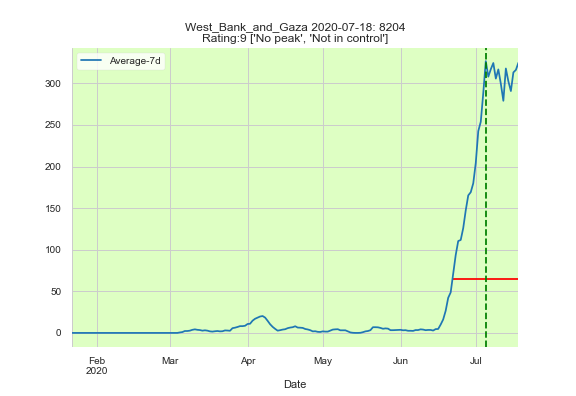 West_Bank_and_Gaza 2020-07-18: 8204
Rating:9 ['No peak', 'Not in control']
Average-7d
300
250
200
150
100
50
0
Feb
2020
Mar
Apr
May
Jun
Jul
Date